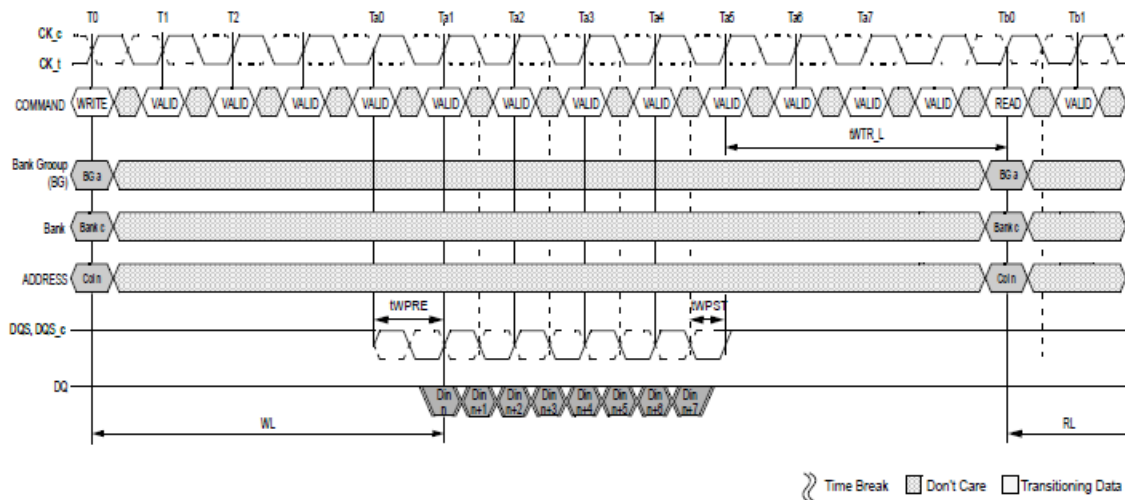 T0 T1 T2 Ta0 Ta1 Ta2 Ta3 Ta4 Ta5 Ta6 Ta7 Tb0 Tb1
CK_c
CK_t
COMMAND WRITE VALID VALID VALID VALID VALID VALID VALID VALID VALID VALID VALID VALID READ VALID
tWTR_L
Bank Grooup
(BG)
BG a BG a
Bank Bank c Bank c
ADDRESS Col n Col n
tWPRE tWPST
DQS, DQS_c
DQ
Din n Din n+1 Din n+2 Din n+3 Din n+4 Din n+5 Din n+6 Din n+7
WL RL
Time Break Don't Care Transitioning Data